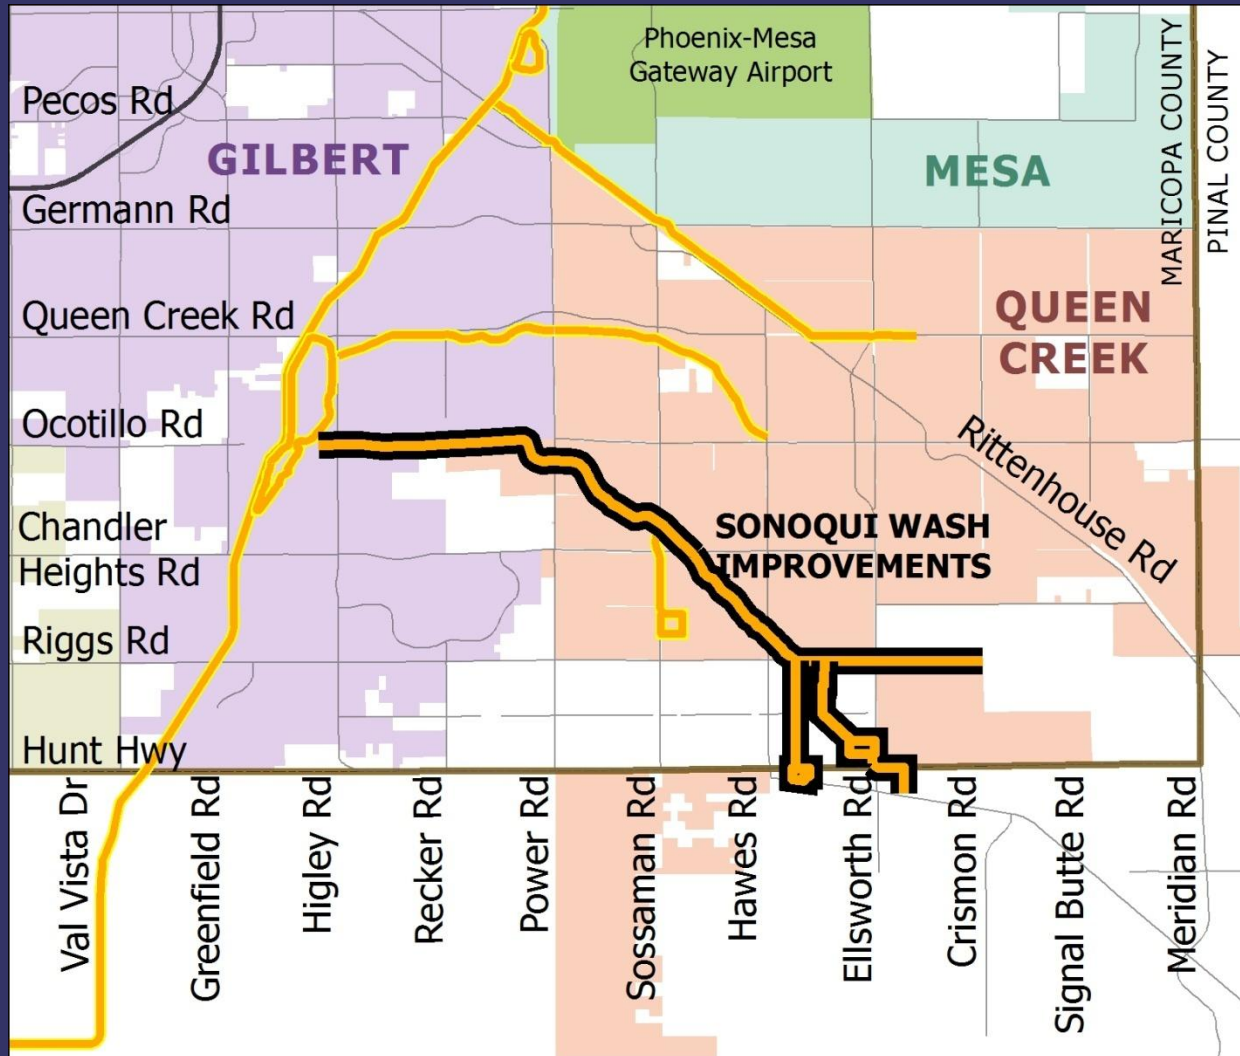 Phoenix-Mesa
Gateway Airport
MARICOPA COUNTY
PINAL COUNTY
Pecos Rd
GILBERT
MESA
Germann Rd
Queen Creek Rd
QUEEN
CREEK
Ocotillo Rd
Rittenhouse Rd
Chandler
Heights Rd
SONOQUI WASH
IMPROVEMENTS
Riggs Rd
Hunt Hwy
Val Vista Dr
Greenfield Rd
Higley Rd
Recker Rd
Power Rd
Sossaman Rd
Hawes Rd
Ellsworth Rd
Crismon Rd
Signal Butte Rd
Meridian Rd